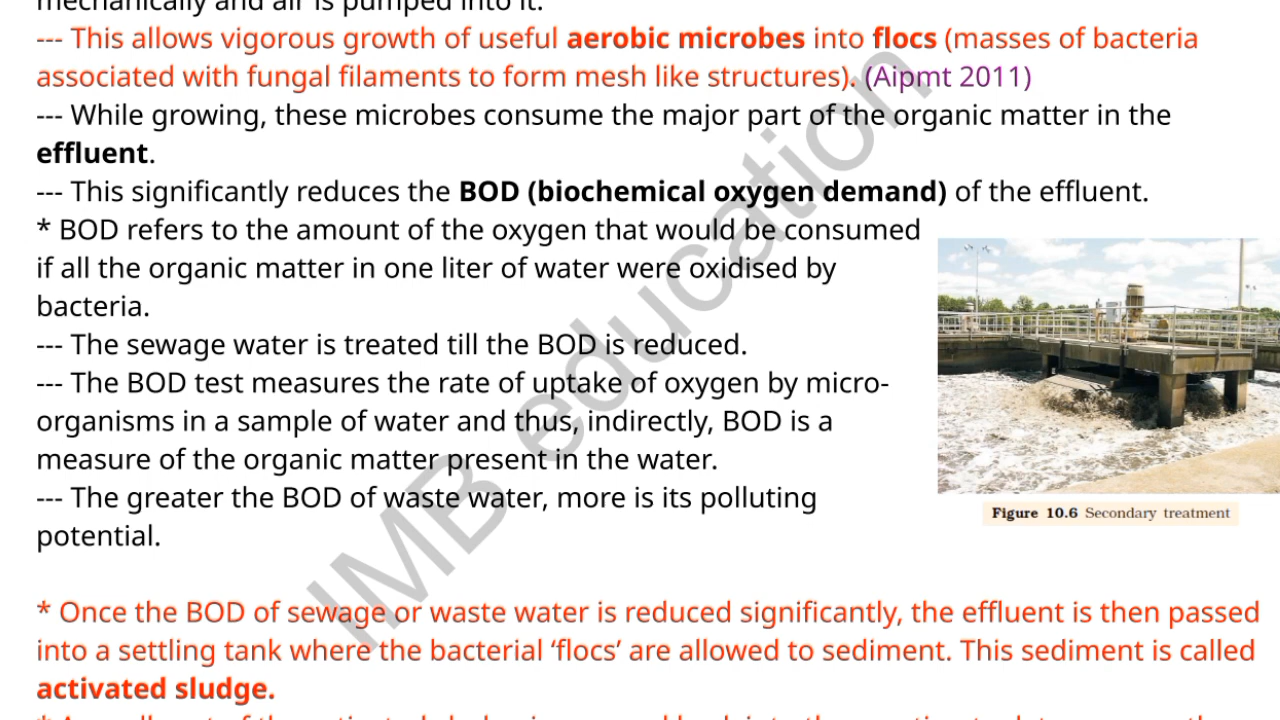 mechanically and air is pumped into it.
--- This allows vigorous growth of useful aerobic microbes into flocs (masses of bacteria
associated with fungal filaments to form mesh like structures). (Aipmt 2011)
--- While growing, these microbes consume the major part of the organic matter in the
effluent.
--- This significantly reduces the BOD (biochemical oxygen demand) of the effluent.
* BOD refers to the amount of the oxygen that would be consumed
if all the organic matter in one liter of water were oxidised by
bacteria.
--- The sewage water is treated till the BOD is reduced.
--- The BOD test measures the rate of uptake of oxygen by micro-
organisms in a sample of water and thus, indirectly, BOD is a
measure of the organic matter present in the water.
--- The greater the BOD of waste water, more is its polluting
potential.
Figure 10.6 Secondary treatment
* Once the BOD of sewage or waste water is reduced significantly, the effluent is then passed
into a settling tank where the bacterial ‘flocs’ are allowed to sediment. This sediment is called
activated sludge.
IMB education